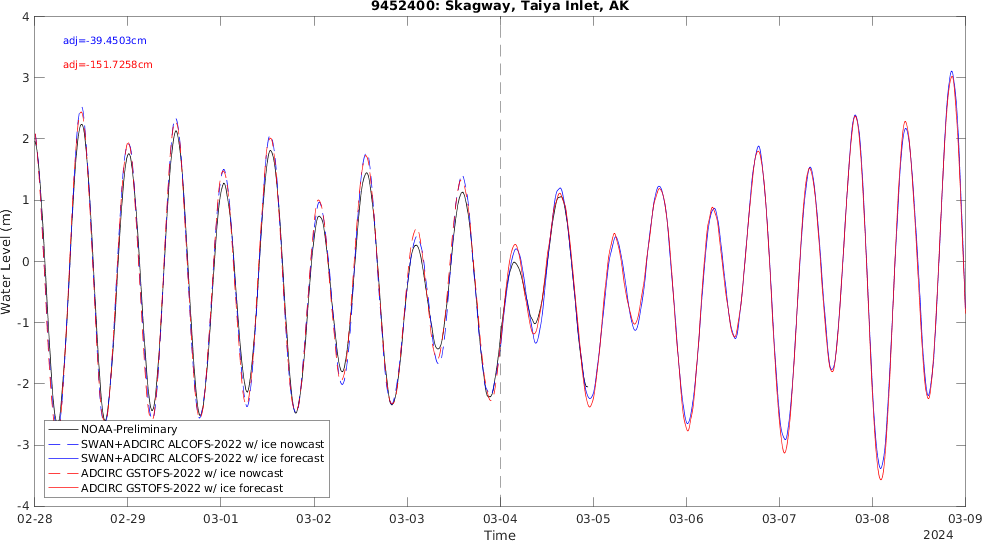 9452400: Skagway, Taiya Inlet, AK
adj=-39.4503cm
adj=-151.7258cm
4
3
2
1
0
-1
-2
-3
-4
Water Level (m)
NOAA-Preliminary
SWAN+ADCIRC ALCOFS-2022 w/ ice nowcast
SWAN+ADCIRC ALCOFS-2022 w/ ice forecast
ADCIRC GSTOFS-2022 w/ ice nowcast
ADCIRC GSTOFS-2022 w/ ice forecast
02-28 02-29 03-01 03-02 03-03 03-04 03-05 03-06 03-07 03-08 03-09
Time
2024